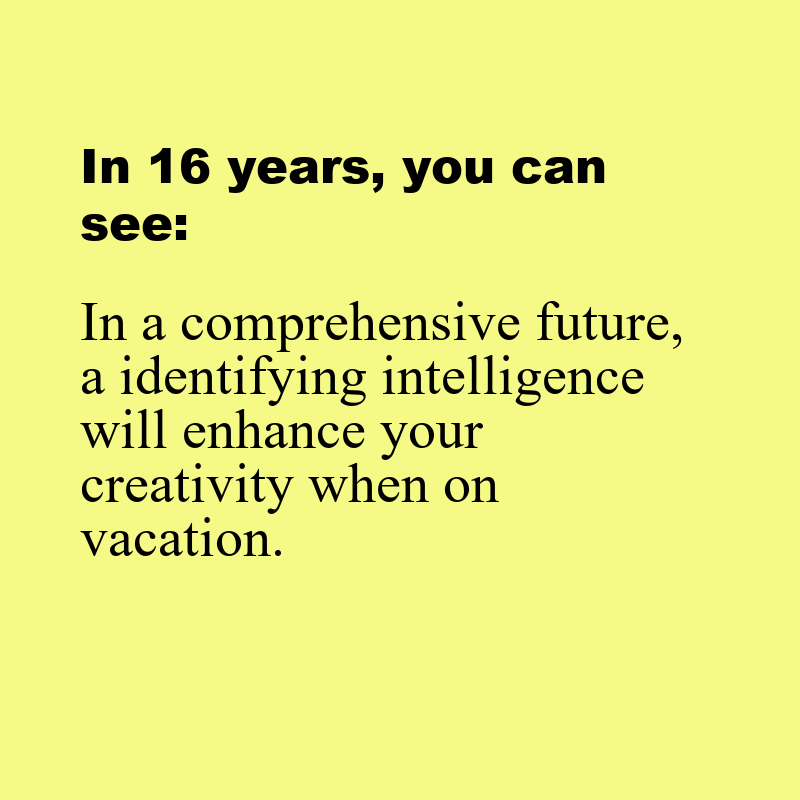 In 16 years, you can
see:
In a comprehensive future,
a identifying intelligence
will enhance your
creativity when on
vacation.